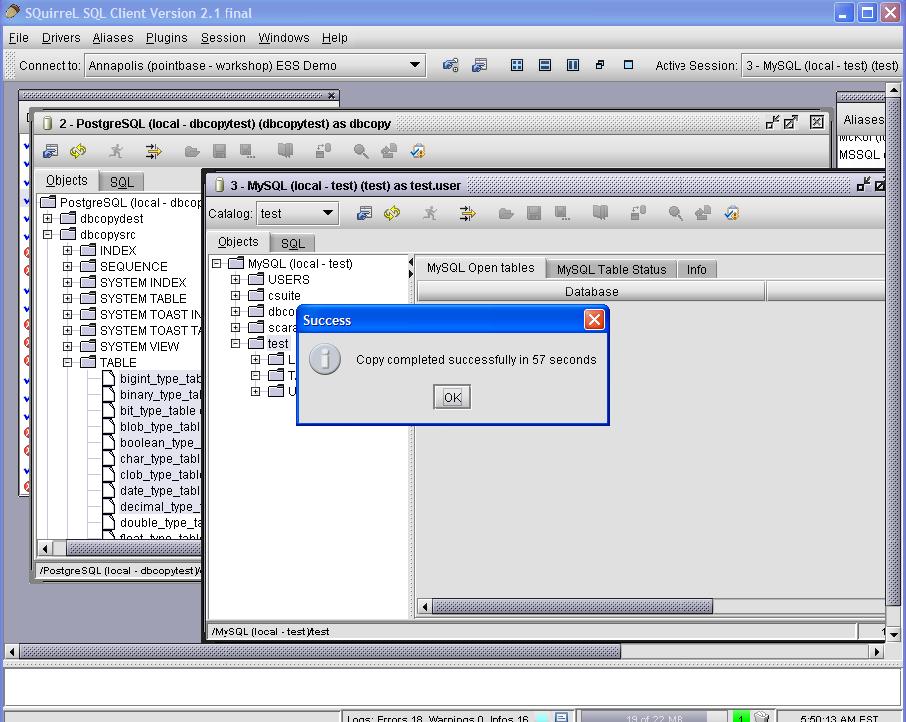 SQuirreL SQL Client Version 2.1 final
File Drivers Aliases Plugins Session Windows Help
Connect to: Annapolis (pointbase - workshop) ESS Demo Active Session: 3 - MySQL (local - test) (test)
2 - PostgreSQL (local - dbcopytest) (dbcopytest) as dbcopy
Aliases
MSSQL
Objects SQL
PostgreSQL (local - dbcop
dbcopydest
dbcopysrc
INDEX
SEQUENCE
SYSTEM INDEX
SYSTEM TABLE
SYSTEM TOAST IN
SYSTEM TOAST TA
SYSTEM VIEW
TABLE
bigint_type_tab
binary_type_tab
bit_type_table
blob_type_tabl
boolean_type_
char_type_tabl
clob_type_table
date_type_tabl
decimal_type_
double_type_ta
float_type_table
/PostgreSQL (local - dbcopytest)/
3 - MySQL (local - test) (test) as test.user
Catalog: test
Objects SQL
MySQL (local - test)
USERS
csuite
dbco
scara
test
L
T
U
MySQL Open tables MySQL Table Status Info
Database
Success
Copy completed successfully in 57 seconds
OK
/MySQL (local - test)/test
Logs: Errors 18, Warnings 0, Infos 16 19 of 22 MB 1 5:50:13 AM EST